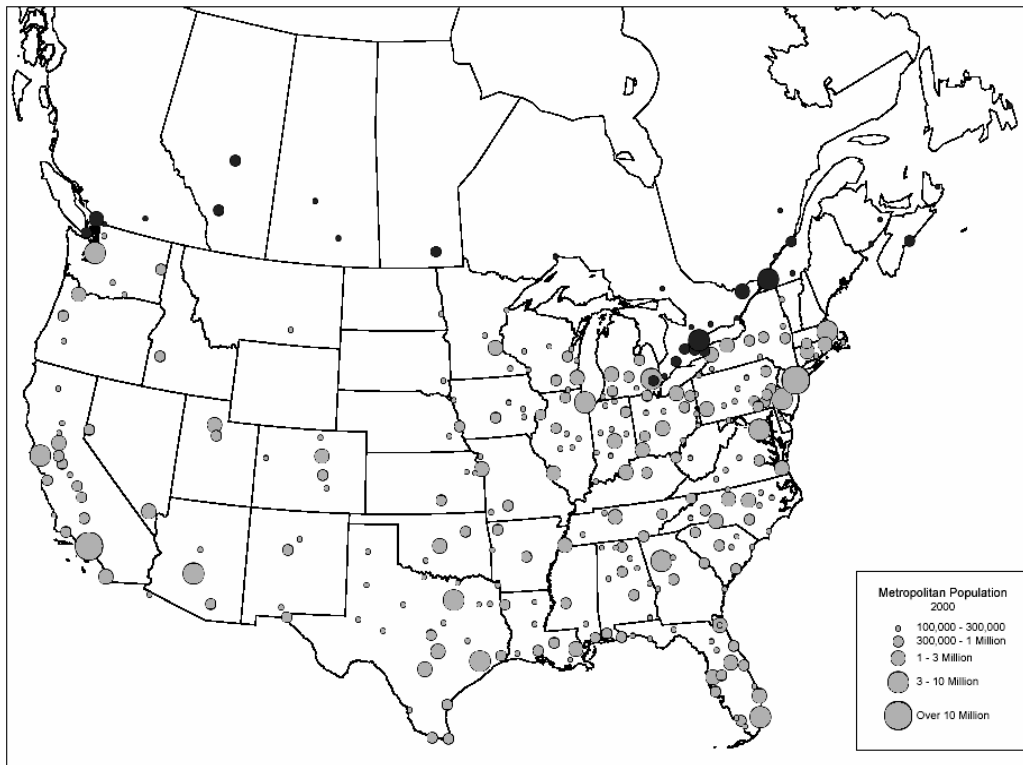 Metropolitan Population
2000
100,000 - 300,000
300,000 - 1 Million
1 - 3 Million
3 - 10 Million
Over 10 Million